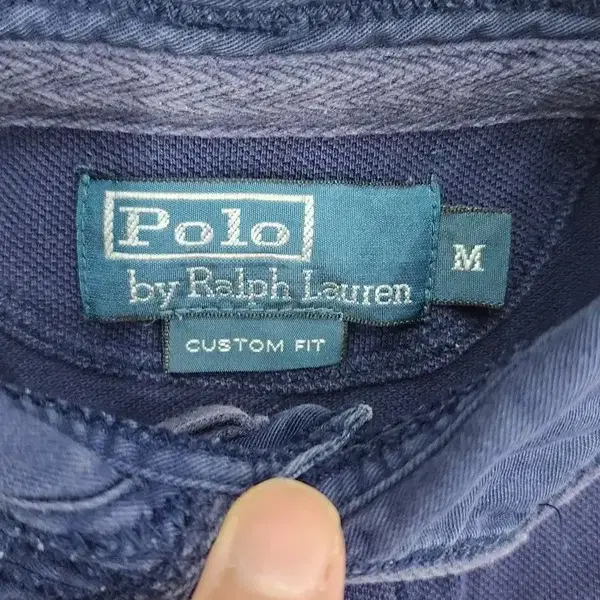 Polo
by Ralph Lauren
M
CUSTOM FIT